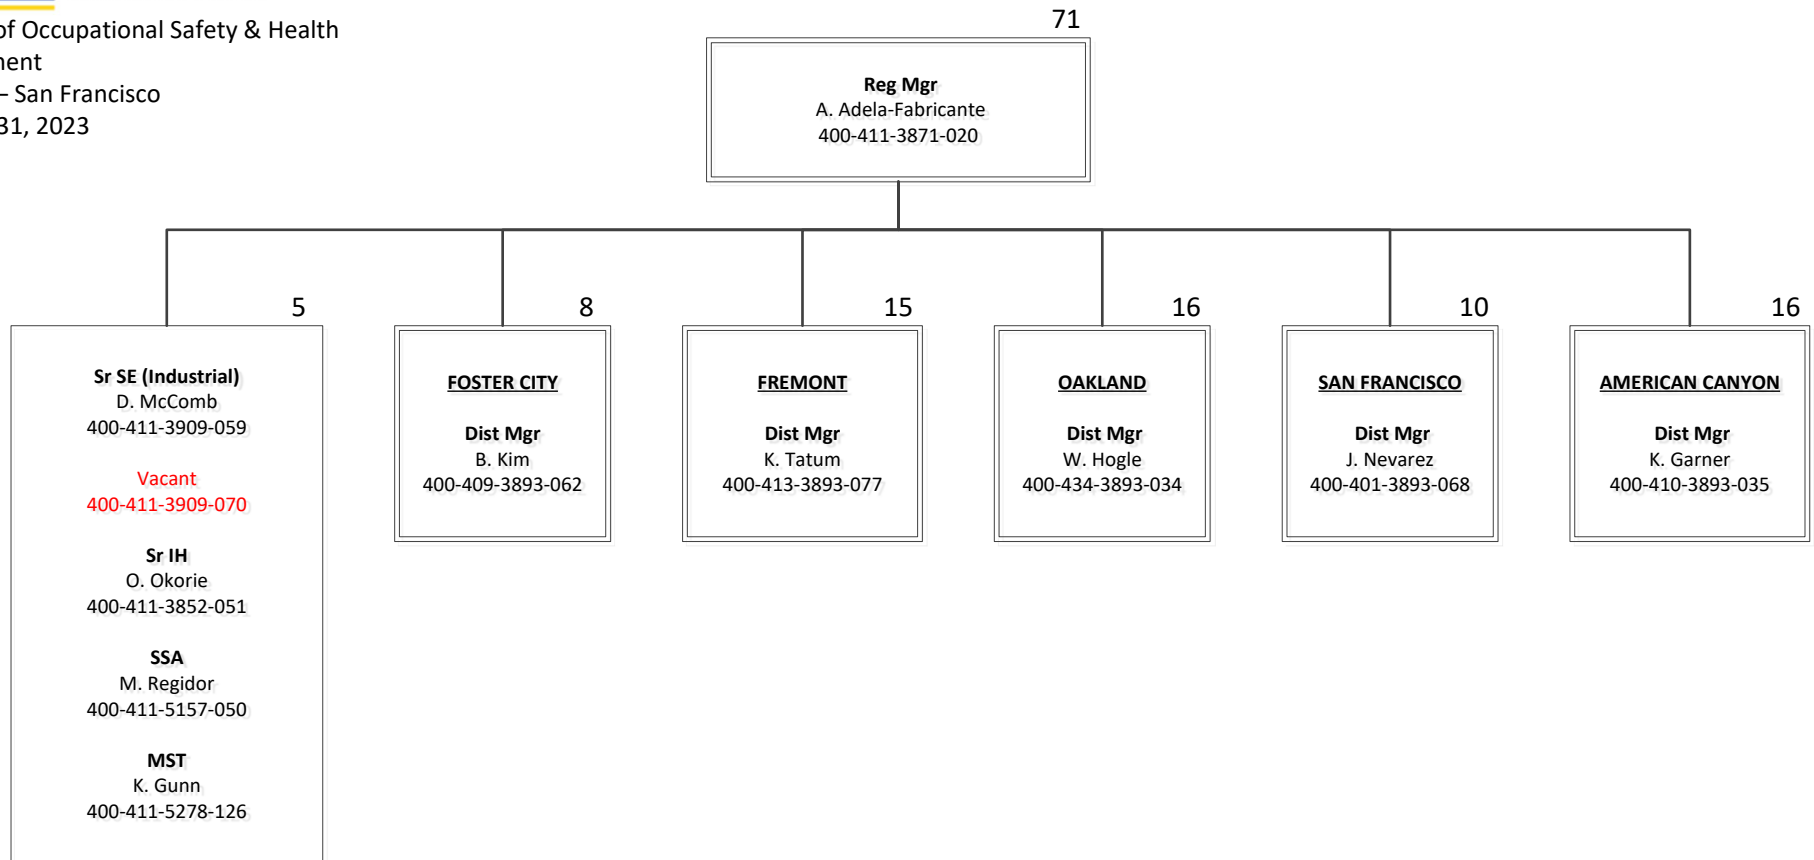 of Occupational Safety & Health
– San Francisco
31, 2023
71
Reg Mgr
A. Adela-Fabricante
400-411-3871-020
5
Sr SE (Industrial)
D. McComb
400-411-3909-059
Vacant
400-411-3909-070
Sr IH
O. Okorie
400-411-3852-051
SSA
M. Regidor
400-411-5157-050
MST
K. Gunn
400-411-5278-126
8
FOSTER CITY
Dist Mgr
B. Kim
400-409-3893-062
15
FREMONT
Dist Mgr
K. Tatum
400-413-3893-077
16
OAKLAND
Dist Mgr
W. Hogle
400-434-3893-034
10
SAN FRANCISCO
Dist Mgr
J. Nevarez
400-401-3893-068
16
AMERICAN CANYON
Dist Mgr
K. Garner
400-410-3893-035